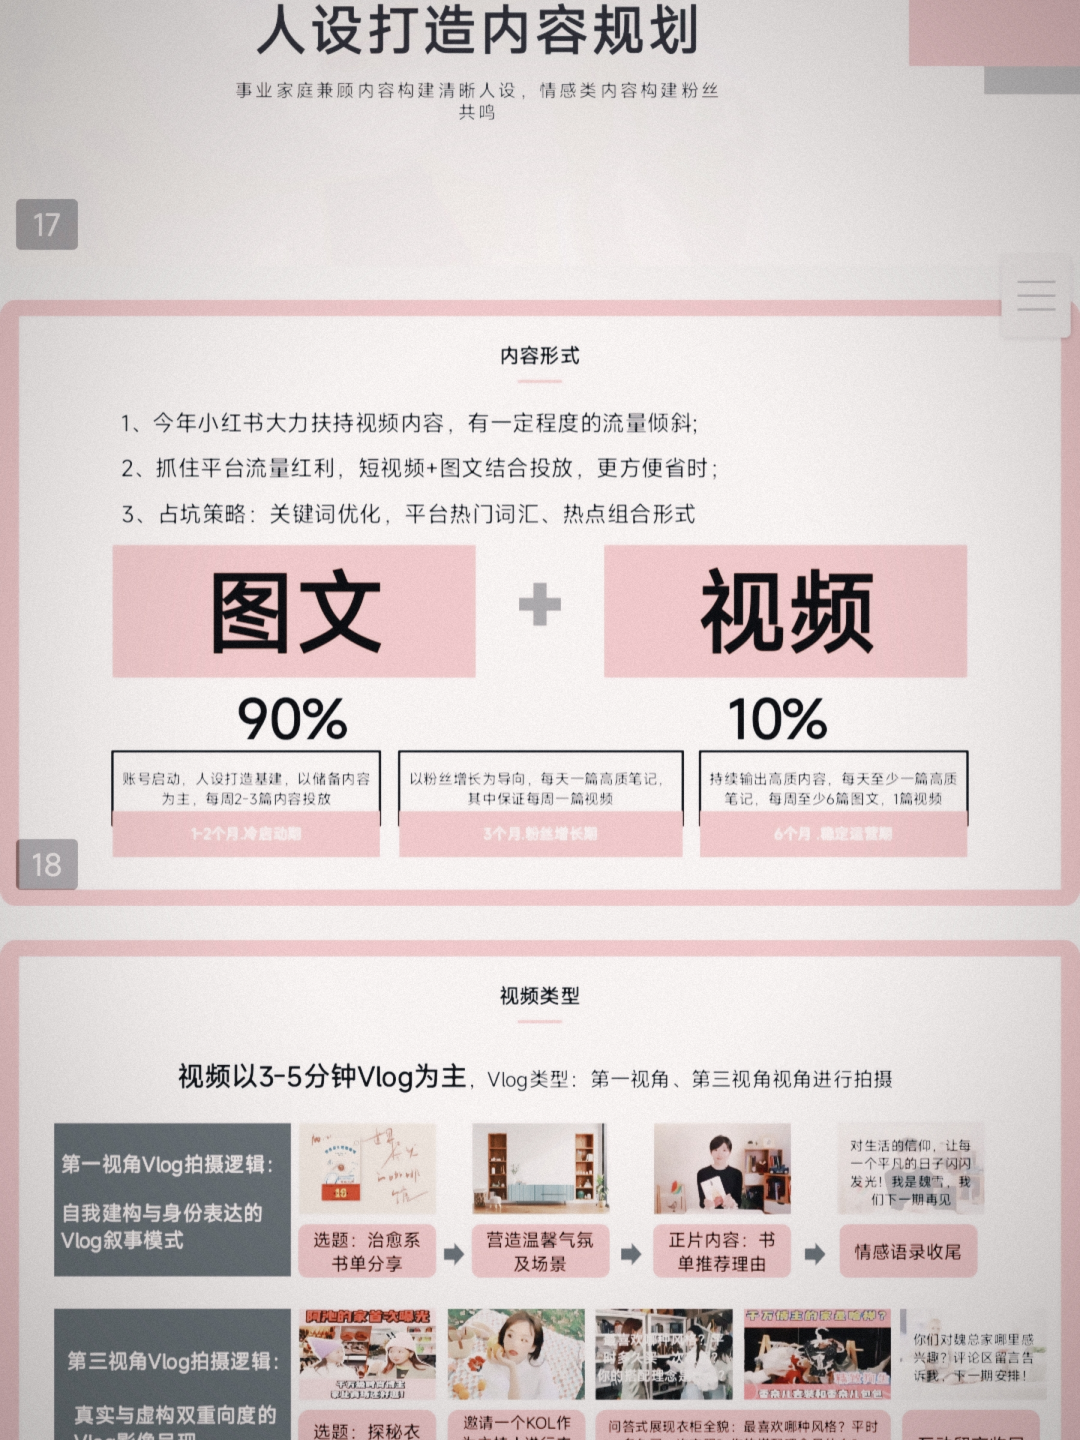 人设打造内容规划
事业家庭兼顾内容构建清晰人设，情感类内容构建粉丝
共鸣
17
内容形式
1、今年小红书大力扶持视频内容，有一定程度的流量倾斜；
2、抓住平台流量红利，短视频+图文结合投放，更方便省时；
3、占坑策略：关键词优化，平台热门词汇、热点组合形式
图文
视频
90%
10%
账号启动，人设打造基建，以储备内容
为主，每周2-3篇内容投放
1-2个月.冷启动期
以粉丝增长为导向，每天一篇高质笔记，
其中保证每周一篇视频
3个月.粉丝增长期
持续输出高质内容，每天至少一篇高质
笔记，每周至少6篇图文，1篇视频
6个月 .稳定运营期
18
视频类型
视频以3-5分钟Vlog为主，Vlog类型：第一视角、第三视角视角进行拍摄
第一视角Vlog拍摄逻辑：
自我建构与身份表达的
Vlog叙事模式
选题：治愈系
书单分享
营造温馨气氛
及场景
正片内容：书
单推荐理由
对生活的信仰，让每
一个平凡的日子闪闪
发光！我是魏雪，我
们下一期再见
情感语录收尾
第三视角Vlog拍摄逻辑：
真实与虚构双重向度的
阿沲的家首次曝光
选题：探秘衣
邀请一个KOL作
千万博主的家是啥样？
问答式展现衣柜全貌：最喜欢哪种风格？平时
你们对魏总家哪里感
兴趣？评论区留言告
诉我，下一期安排！